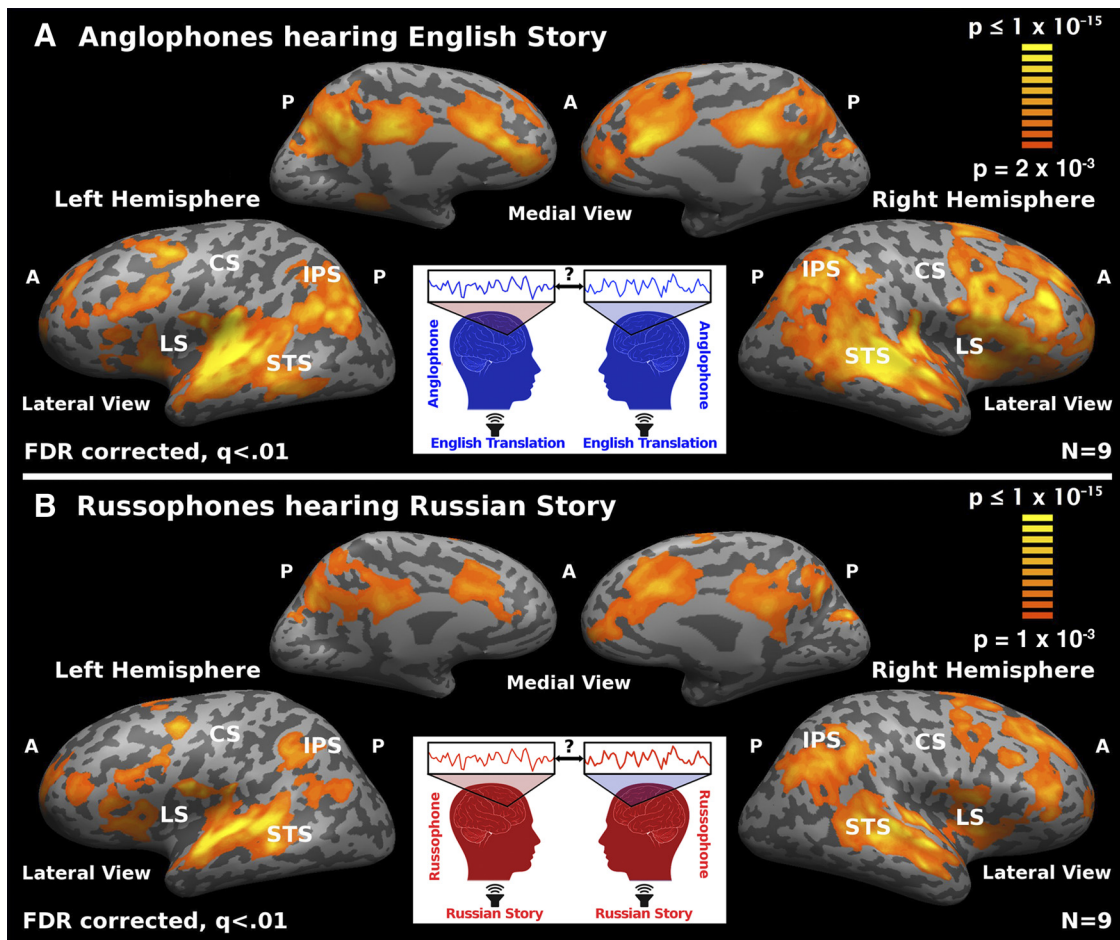 A Anglophones hearing English Story
p ≤ 1 x 10⁻¹⁵
P
A
P
p = 2 x 10⁻³
Left Hemisphere
Medial View
Right Hemisphere
A
CS
IPS
P
?
P
IPS
CS
A
LS
STS
Anglophone
Anglophone
STS
LS
Lateral View
Lateral View
English Translation
English Translation
FDR corrected, q<.01
N=9
B Russophones hearing Russian Story
p ≤ 1 x 10⁻¹⁵
P
A
P
p = 1 x 10⁻³
Left Hemisphere
Medial View
Right Hemisphere
A
CS
IPS
P
?
P
IPS
CS
A
LS
STS
Russophone
Russophone
STS
LS
Lateral View
Lateral View
Russian Story
Russian Story
FDR corrected, q<.01
N=9